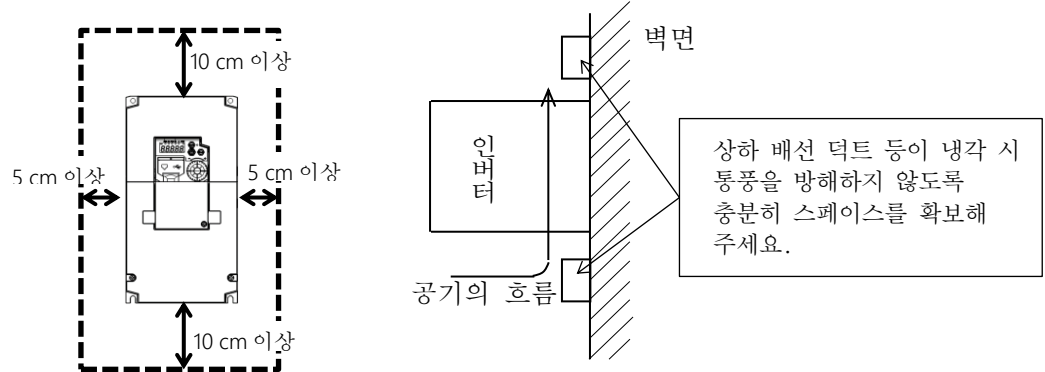 10 cm 이상
5 cm 이상
5 cm 이상
10 cm 이상
벽면
인버터
공기의 흐름
상하 배선 덕트 등이 냉각 시
통풍을 방해하지 않도록
충분히 스페이스를 확보해
주세요.